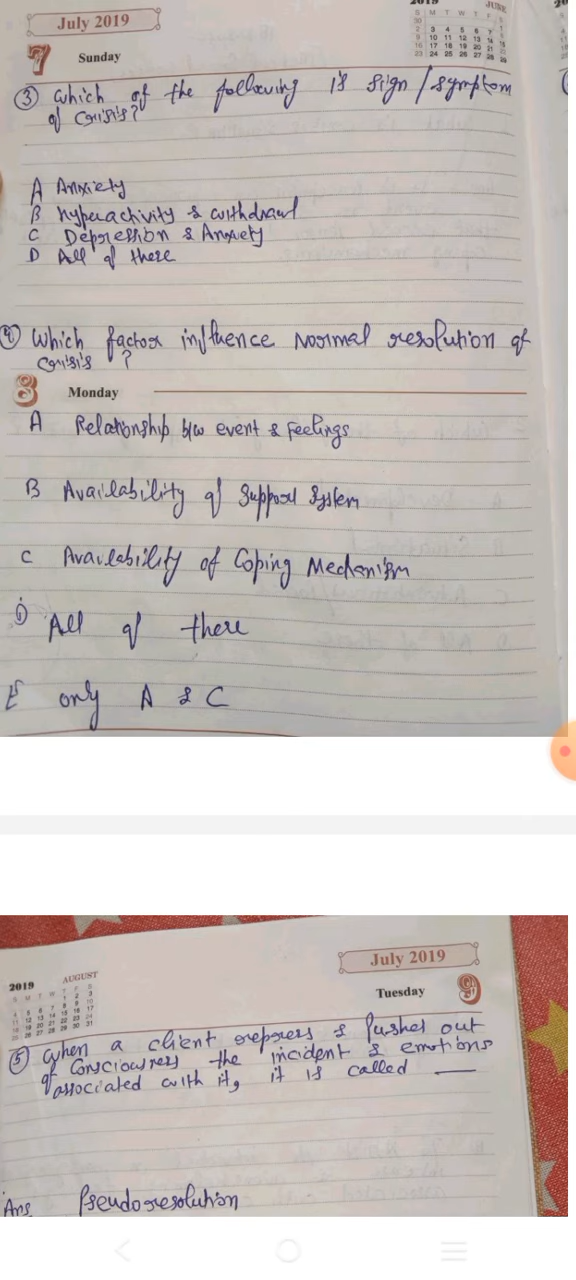 July 2019
2019 JUNE
7 Sunday
③ which of the following is sign/symptom
of crisis?
A Anxiety
B hyperactivity & withdrawl
C Depression & Anxiety
D All of these
④ Which factor influence Normal resolution of
crisis ?
8 Monday
A Relationship b/w event & Feelings
B Availability of Support System
C Availability of Coping Mechanism
D All of these
E only A & C
July 2019
2019 AUGUST
Tuesday 9
⑤ When a client repress & Pushes out
of Consciousness the incident & emotions
associated with it, it is called ___
Ans Pseudoresolution